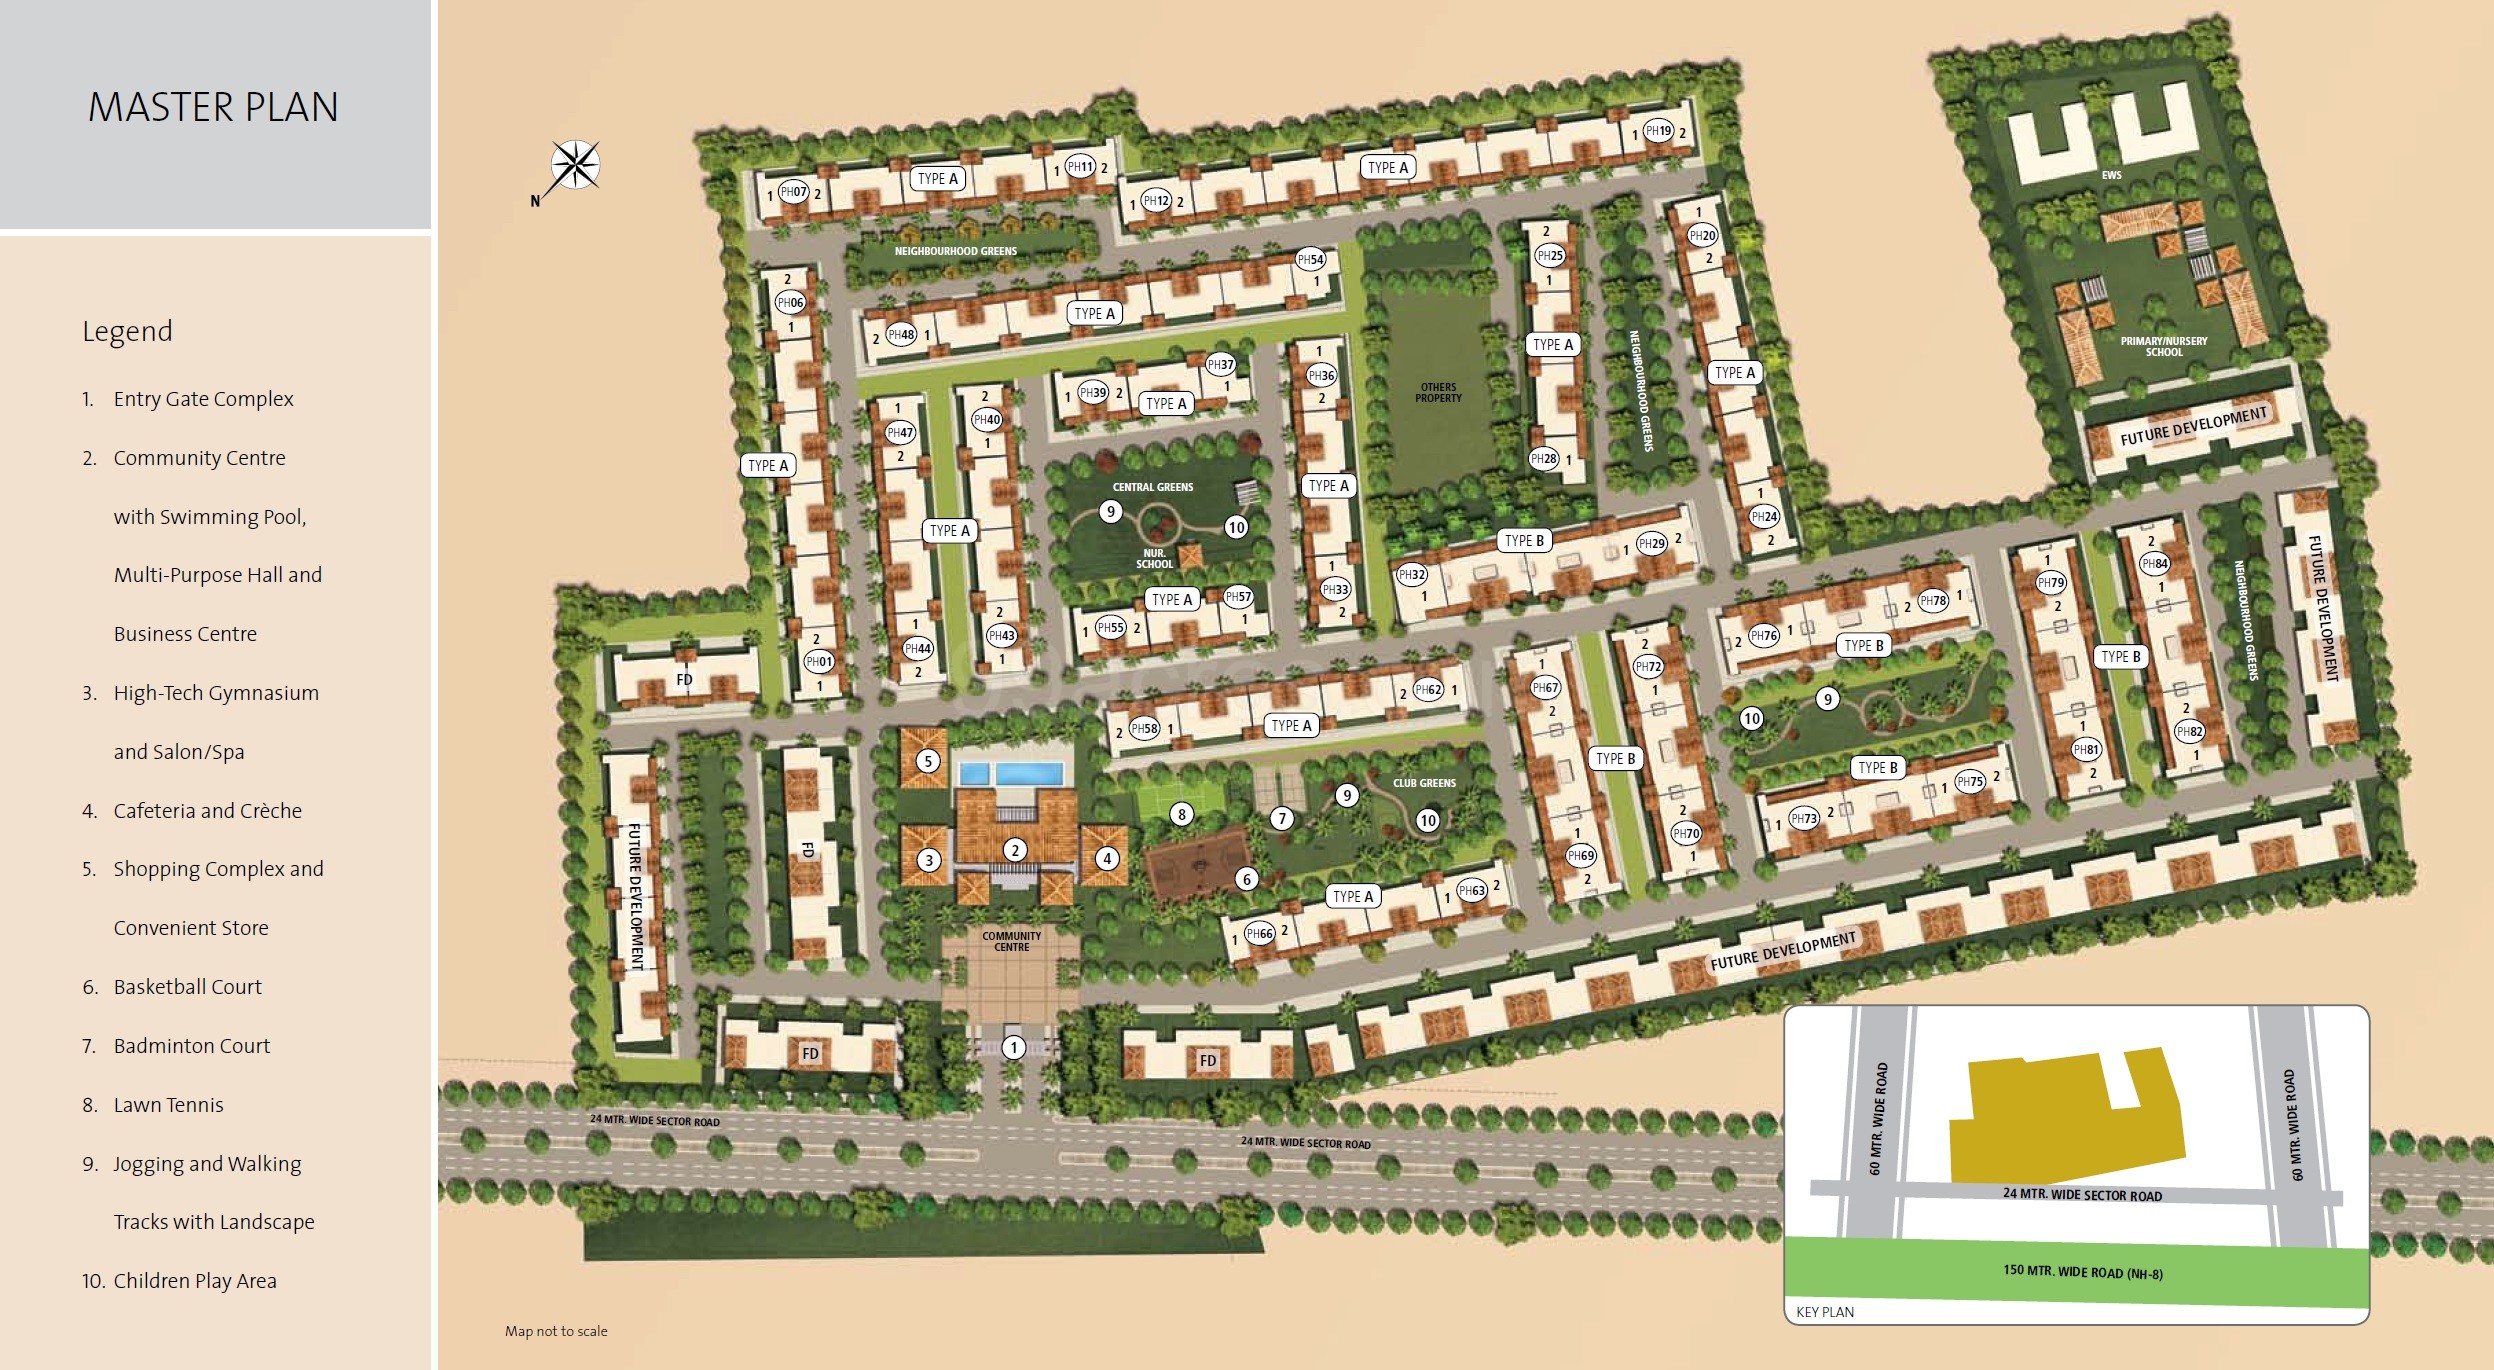 MASTER PLAN
Legend
1. Entry Gate Complex
2. Community Centre
with Swimming Pool,
Multi-Purpose Hall and
Business Centre
3. High-Tech Gymnasium
and Salon/Spa
4. Cafeteria and Crèche
5. Shopping Complex and
Convenient Store
6. Basketball Court
7. Badminton Court
8. Lawn Tennis
9. Jogging and Walking
Tracks with Landscape
10. Children Play Area
N
1 PH07 2
TYPE A
1 PH11 2
1 PH12 2
TYPE A
1 PH19 2
NEIGHBOURHOOD GREENS
2
PH06
1
TYPE A
2
PH01
1
2 PH48 1
TYPE A
PH54
1
1
PH47
2
TYPE A
1
PH44
2
2
PH40
1
2
PH43
1
1 PH39 2
TYPE A
PH37
1
CENTRAL GREENS
9
10
NUR.
SCHOOL
TYPE A
1 PH55 2
PH57
1
1
PH36
2
TYPE A
1
PH33
2
OTHERS
PROPERTY
2
PH25
1
TYPE A
PH28 1
NEIGHBOURHOOD GREENS
1
PH20
2
TYPE A
1
PH24
2
EWS
PRIMARY/NURSERY
SCHOOL
FUTURE DEVELOPMENT
TYPE B
1 PH29 2
PH32
1
2 PH76 1
2 PH78 1
TYPE B
9
10
TYPE B
1 PH73 2
1 PH75 2
1
PH79
2
TYPE B
1
PH81
2
2
PH84
1
2
PH82
1
NEIGHBOURHOOD GREENS
FUTURE DEVELOPMENT
1
PH67
2
TYPE B
1
PH69
2
2
PH72
1
2
PH70
1
2 PH58 1
TYPE A
2 PH62 1
CLUB GREENS
8
7
9
10
6
TYPE A
1 PH66 2
1 PH63 2
5
3
2
4
COMMUNITY
CENTRE
1
FD
FUTURE DEVELOPMENT
FD
FD
FD
FUTURE DEVELOPMENT
24 MTR. WIDE SECTOR ROAD
24 MTR. WIDE SECTOR ROAD
60 MTR. WIDE ROAD
60 MTR. WIDE ROAD
24 MTR. WIDE SECTOR ROAD
150 MTR. WIDE ROAD (NH-8)
KEY PLAN
Map not to scale